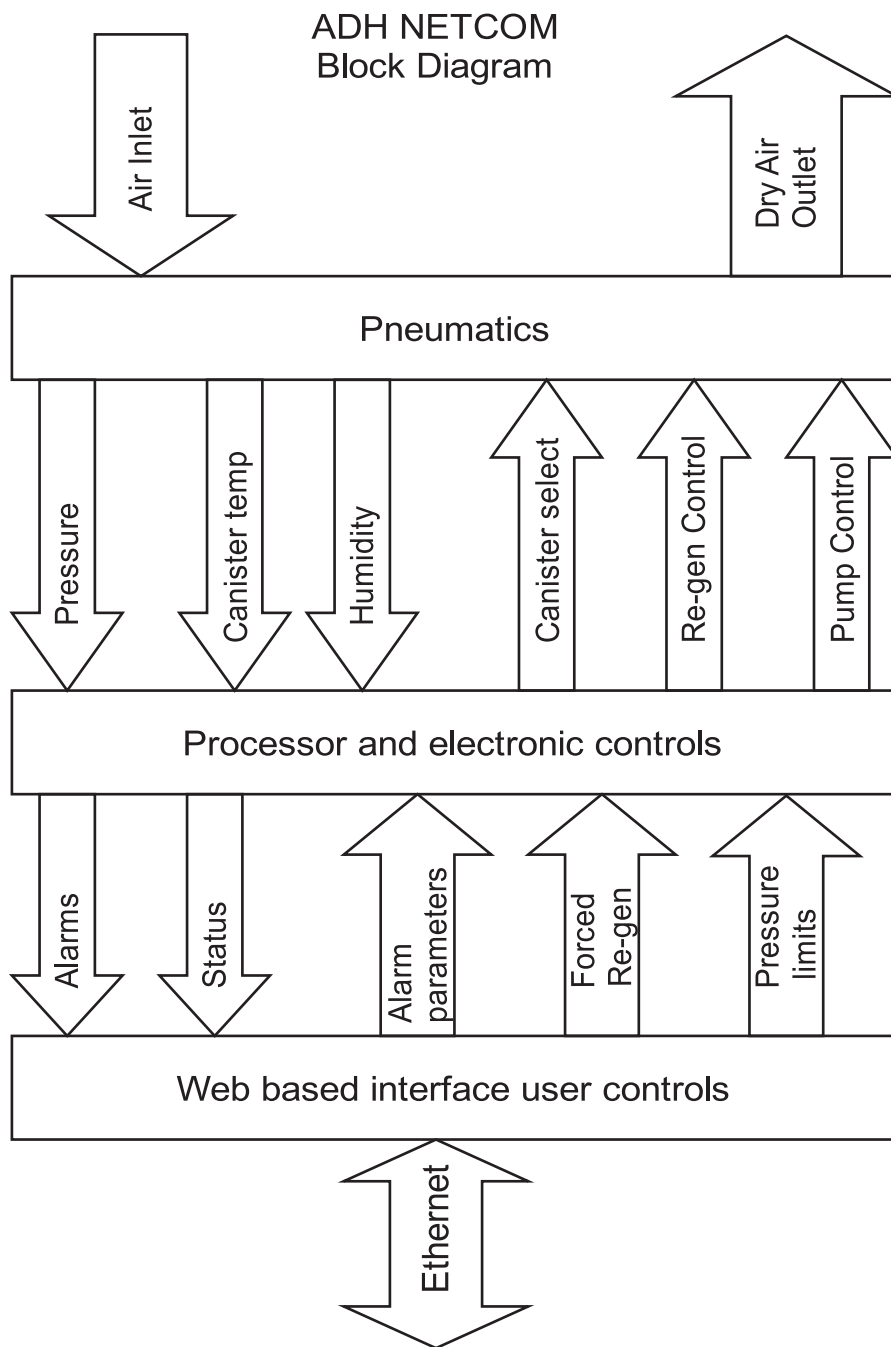 ADH NETCOM
Block Diagram
Air Inlet
Dry Air
Outlet
Pneumatics
Pressure
Canister temp
Humidity
Canister select
Re-gen Control
Pump Control
Processor and electronic controls
Alarms
Status
Alarm
parameters
Forced
Re-gen
Pressure
limits
Web based interface user controls
Ethernet